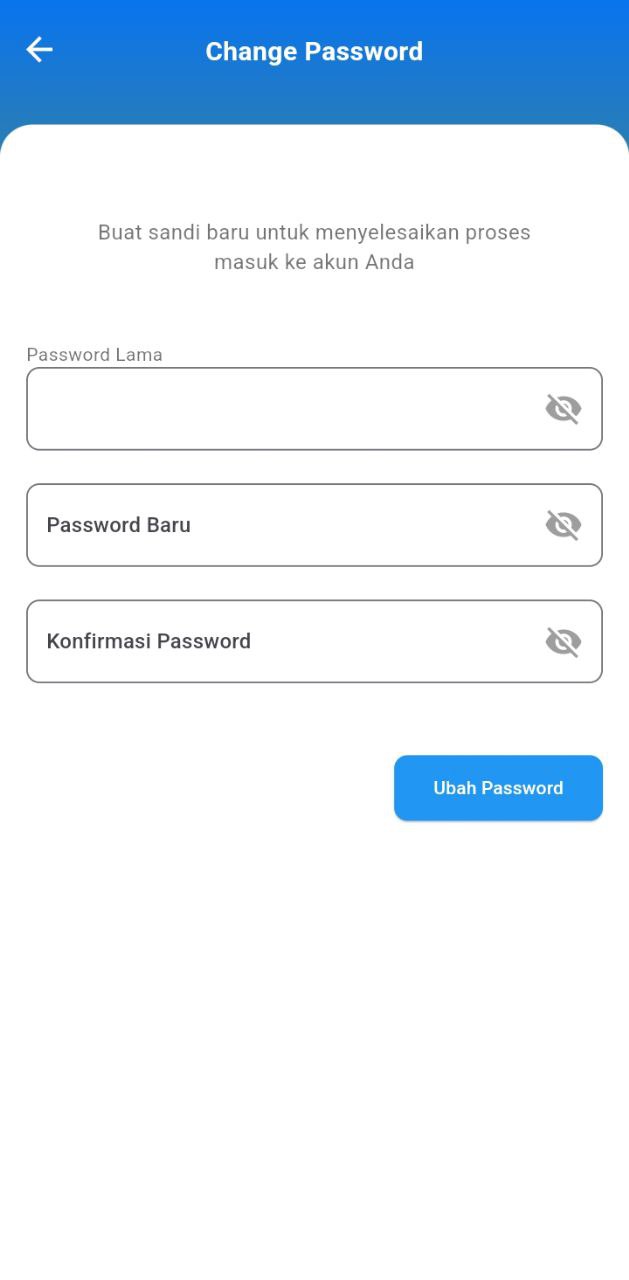 Change Password
Buat sandi baru untuk menyelesaikan proses
masuk ke akun Anda
Password Lama
Password Baru
Konfirmasi Password
Ubah Password